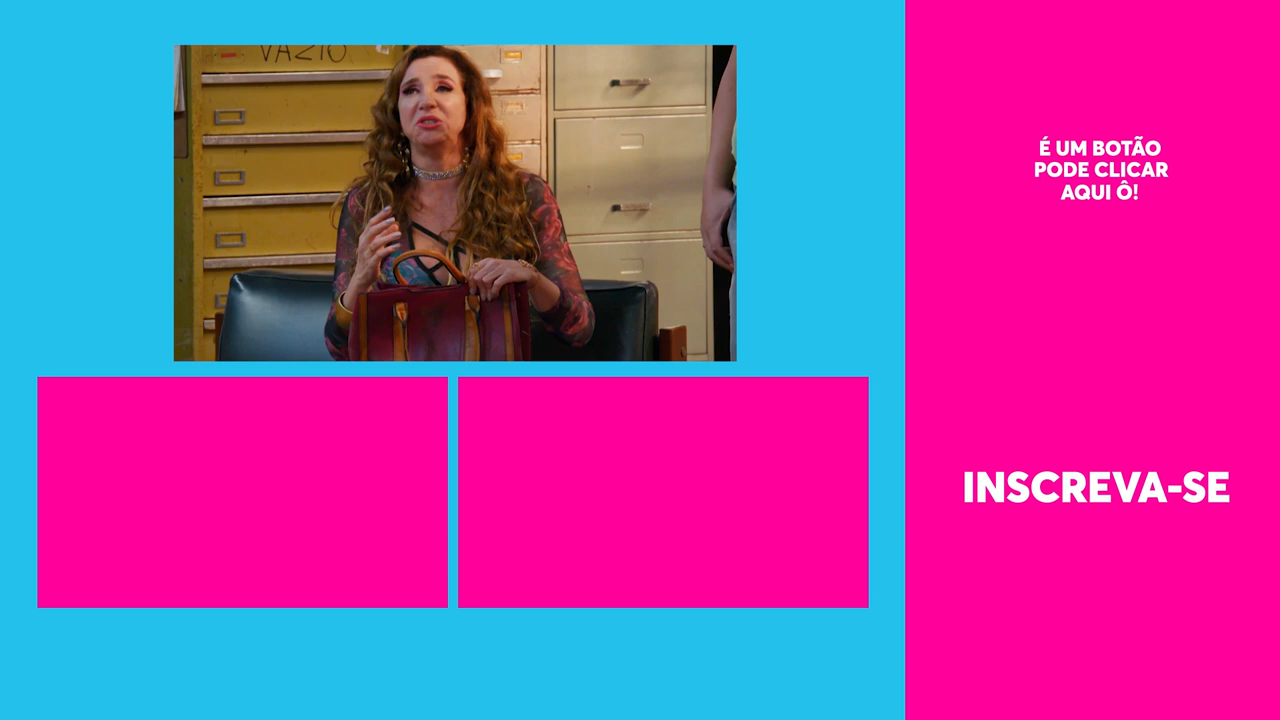 VAZIO
É UM BOTÃO
PODE CLICAR
AQUI Ô!
INSCREVA-SE